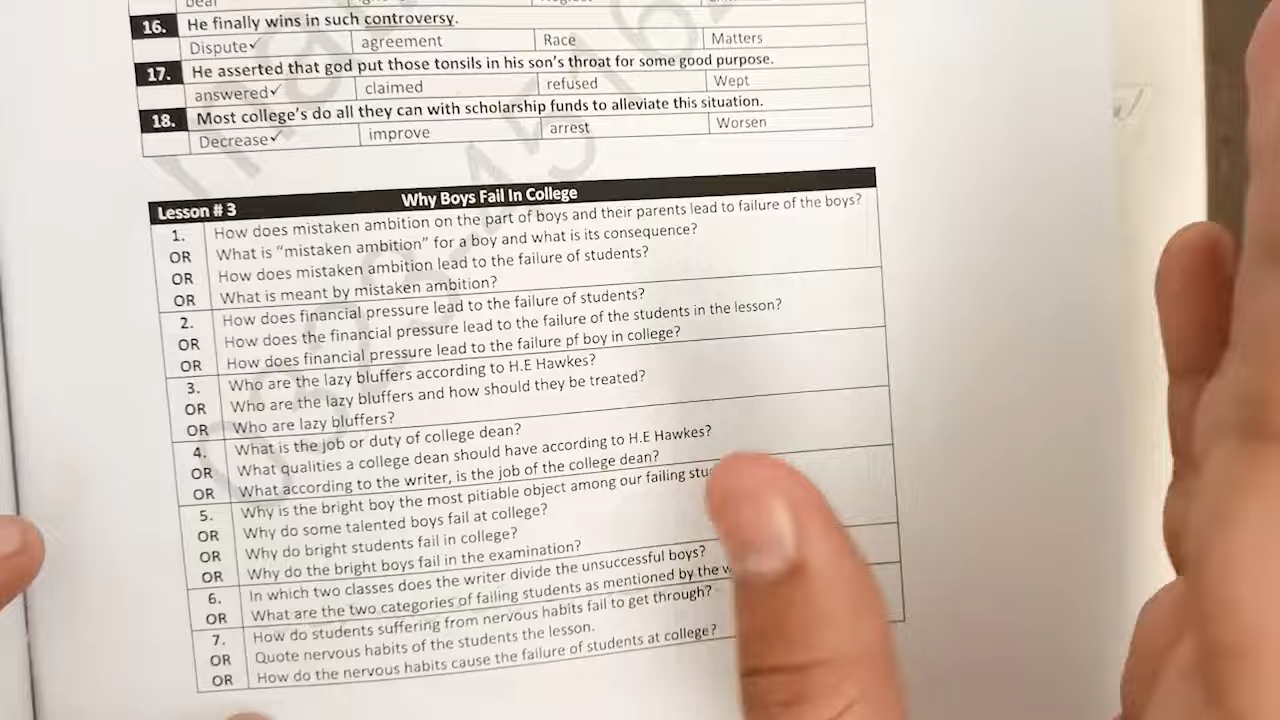 16. He finally wins in such controversy.
Dispute✓ agreement Race Matters
17. He asserted that god put those tonsils in his son's throat for some good purpose.
answered✓ claimed refused Wept
18. Most college's do all they can with scholarship funds to alleviate this situation.
Decrease✓ improve arrest Worsen
Lesson # 3 Why Boys Fail In College
1. How does mistaken ambition on the part of boys and their parents lead to failure of the boys?
OR What is "mistaken ambition" for a boy and what is its consequence?
OR How does mistaken ambition lead to the failure of students?
OR What is meant by mistaken ambition?
2. How does financial pressure lead to the failure of students?
OR How does the financial pressure lead to the failure of the students in the lesson?
OR How does financial pressure lead to the failure pf boy in college?
3. Who are the lazy bluffers according to H.E Hawkes?
OR Who are the lazy bluffers and how should they be treated?
OR Who are lazy bluffers?
4. What is the job or duty of college dean?
OR What qualities a college dean should have according to H.E Hawkes?
OR What according to the writer, is the job of the college dean?
5. Why is the bright boy the most pitiable object among our failing
OR Why do some talented boys fail at college?
OR Why do bright students fail in college?
OR Why do the bright boys fail in the examination?
6. In which two classes does the writer divide the unsuccessful boys?
OR What are the two categories of failing students as mentioned by the
7. How do students suffering from nervous habits fail to get through?
OR Quote nervous habits of the students the lesson.
OR How do the nervous habits cause the failure of students at college?